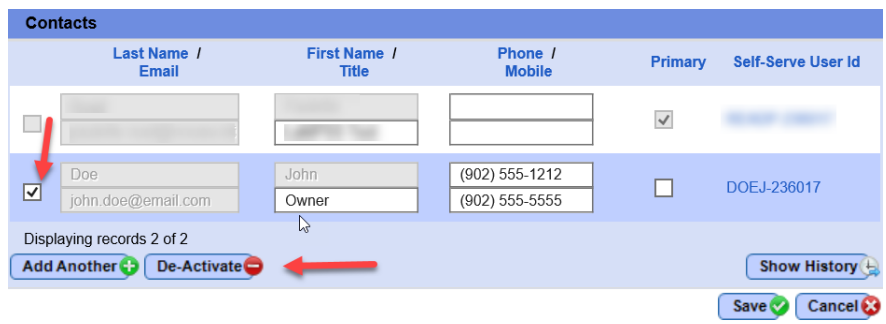 Contacts
Last Name / First Name / Phone / Primary Self-Serve User Id
Email Title Mobile
Doe John (902) 555-1212 DOEJ-236017
john.doe@email.com Owner (902) 555-5555
Displaying records 2 of 2
Add Another De-Activate Show History
Save Cancel